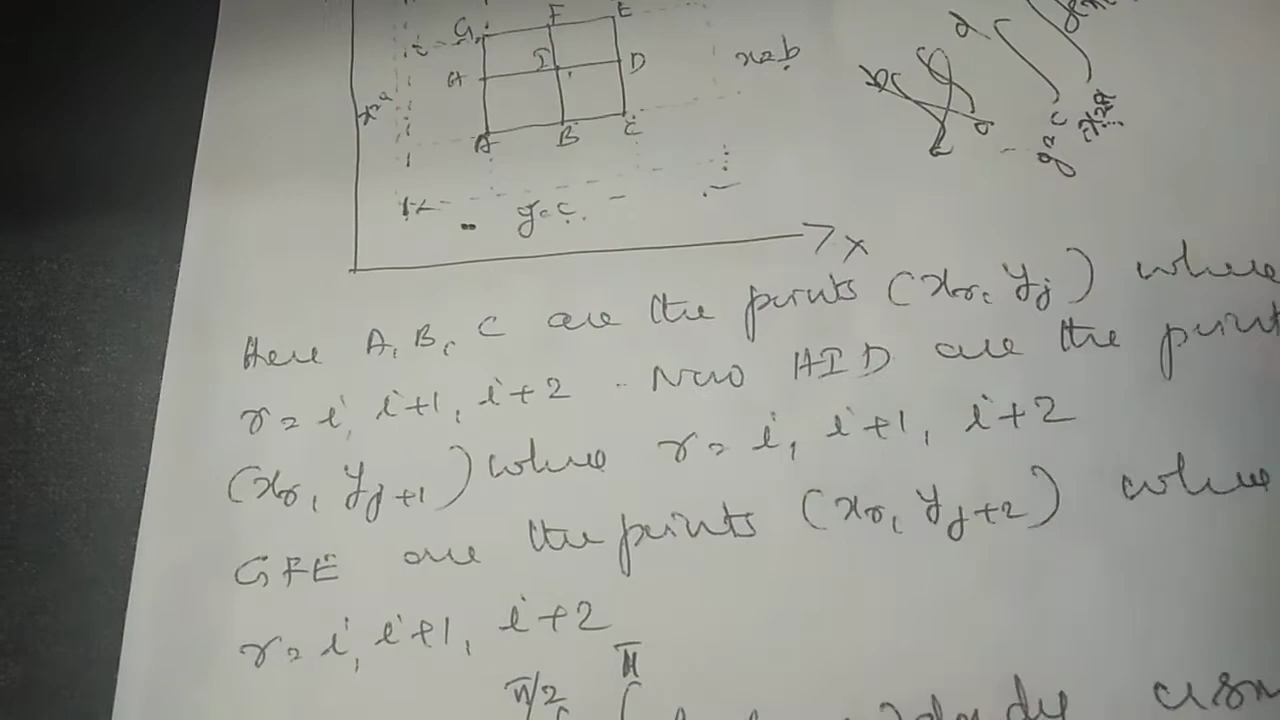 G F E
H I D
x=b
x=a
A B C
y=c
y=c
x=a
X
Here A, B, C are the points (xr, yj) where
r = i, i+1, i+2. Now HID are the point
(xr, yj+1) where r = i, i+1, i+2
GFE are the points (xr, yj+2) where
r = i, i+1, i+2
π/2 π